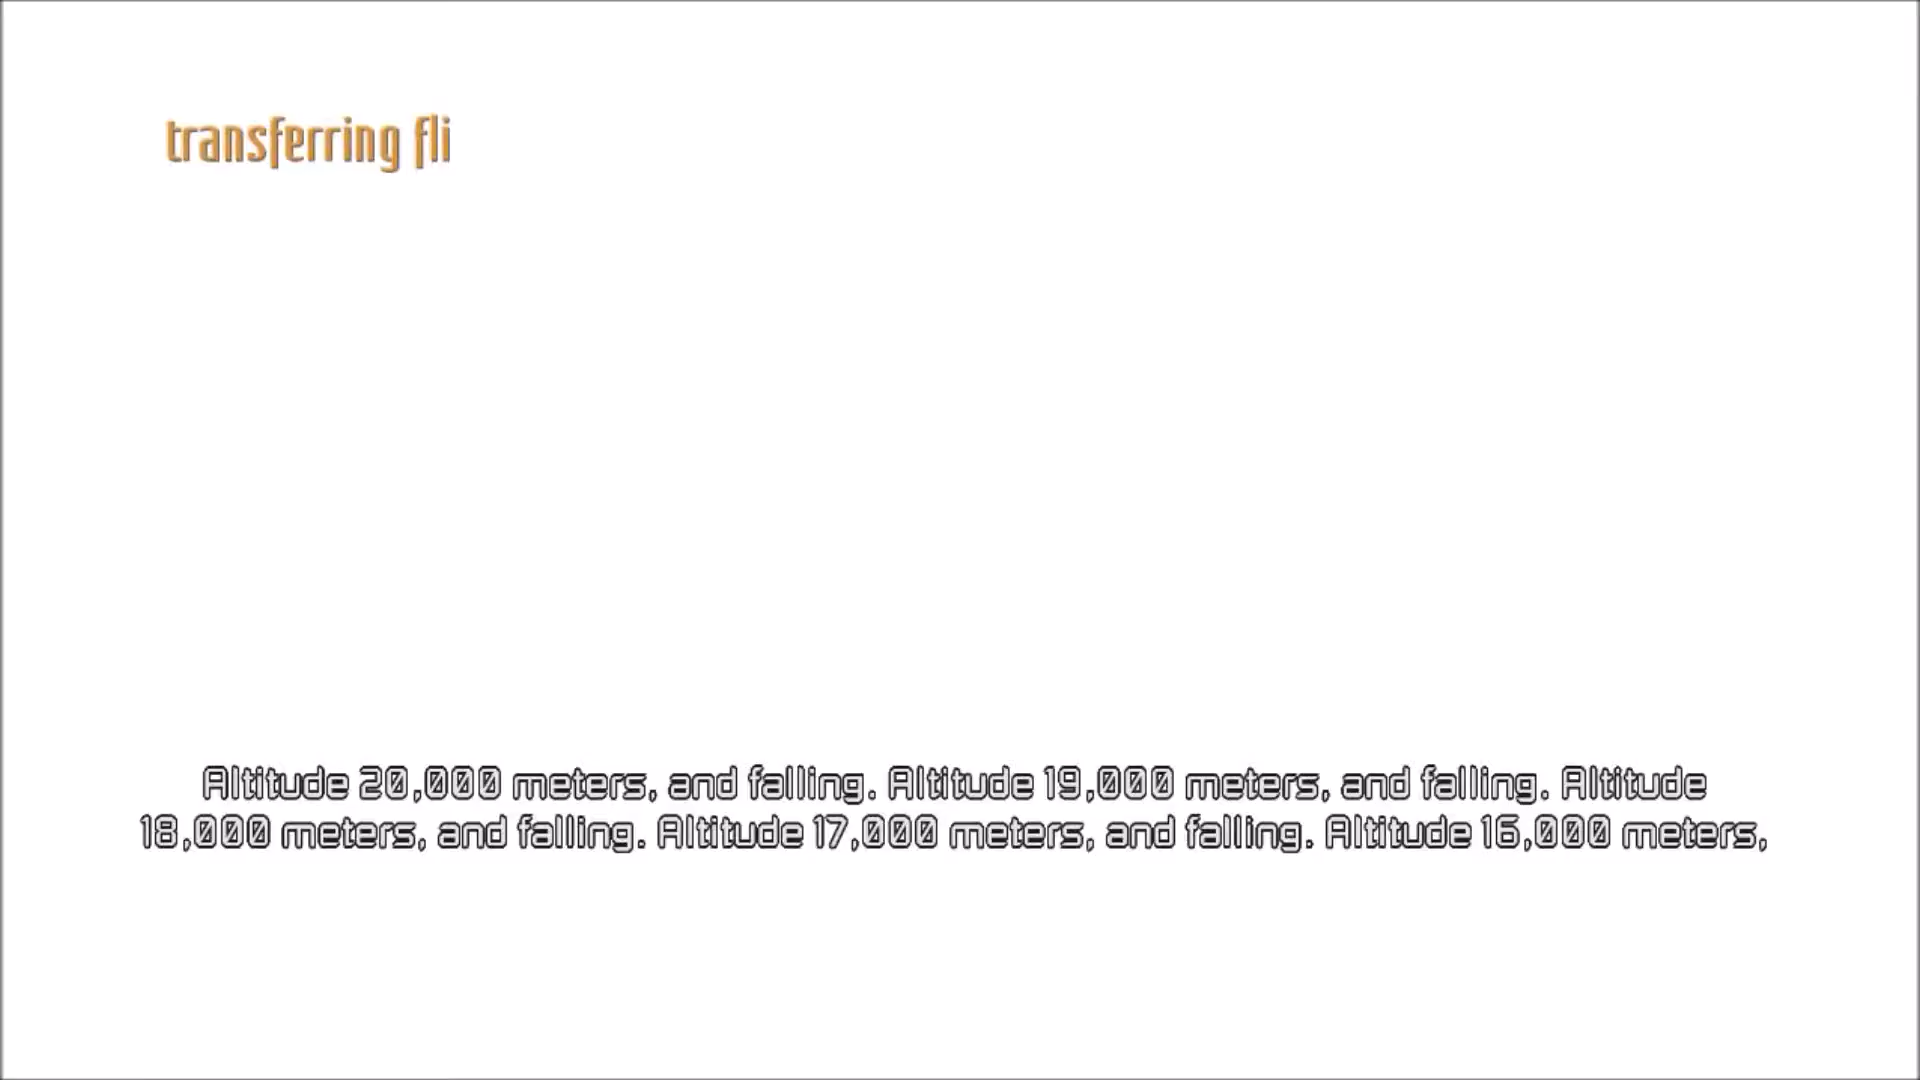 transferring fli
Altitude 20,000 meters, and falling. Altitude 19,000 meters, and falling. Altitude
18,000 meters, and falling. Altitude 17,000 meters, and falling. Altitude 16,000 meters,